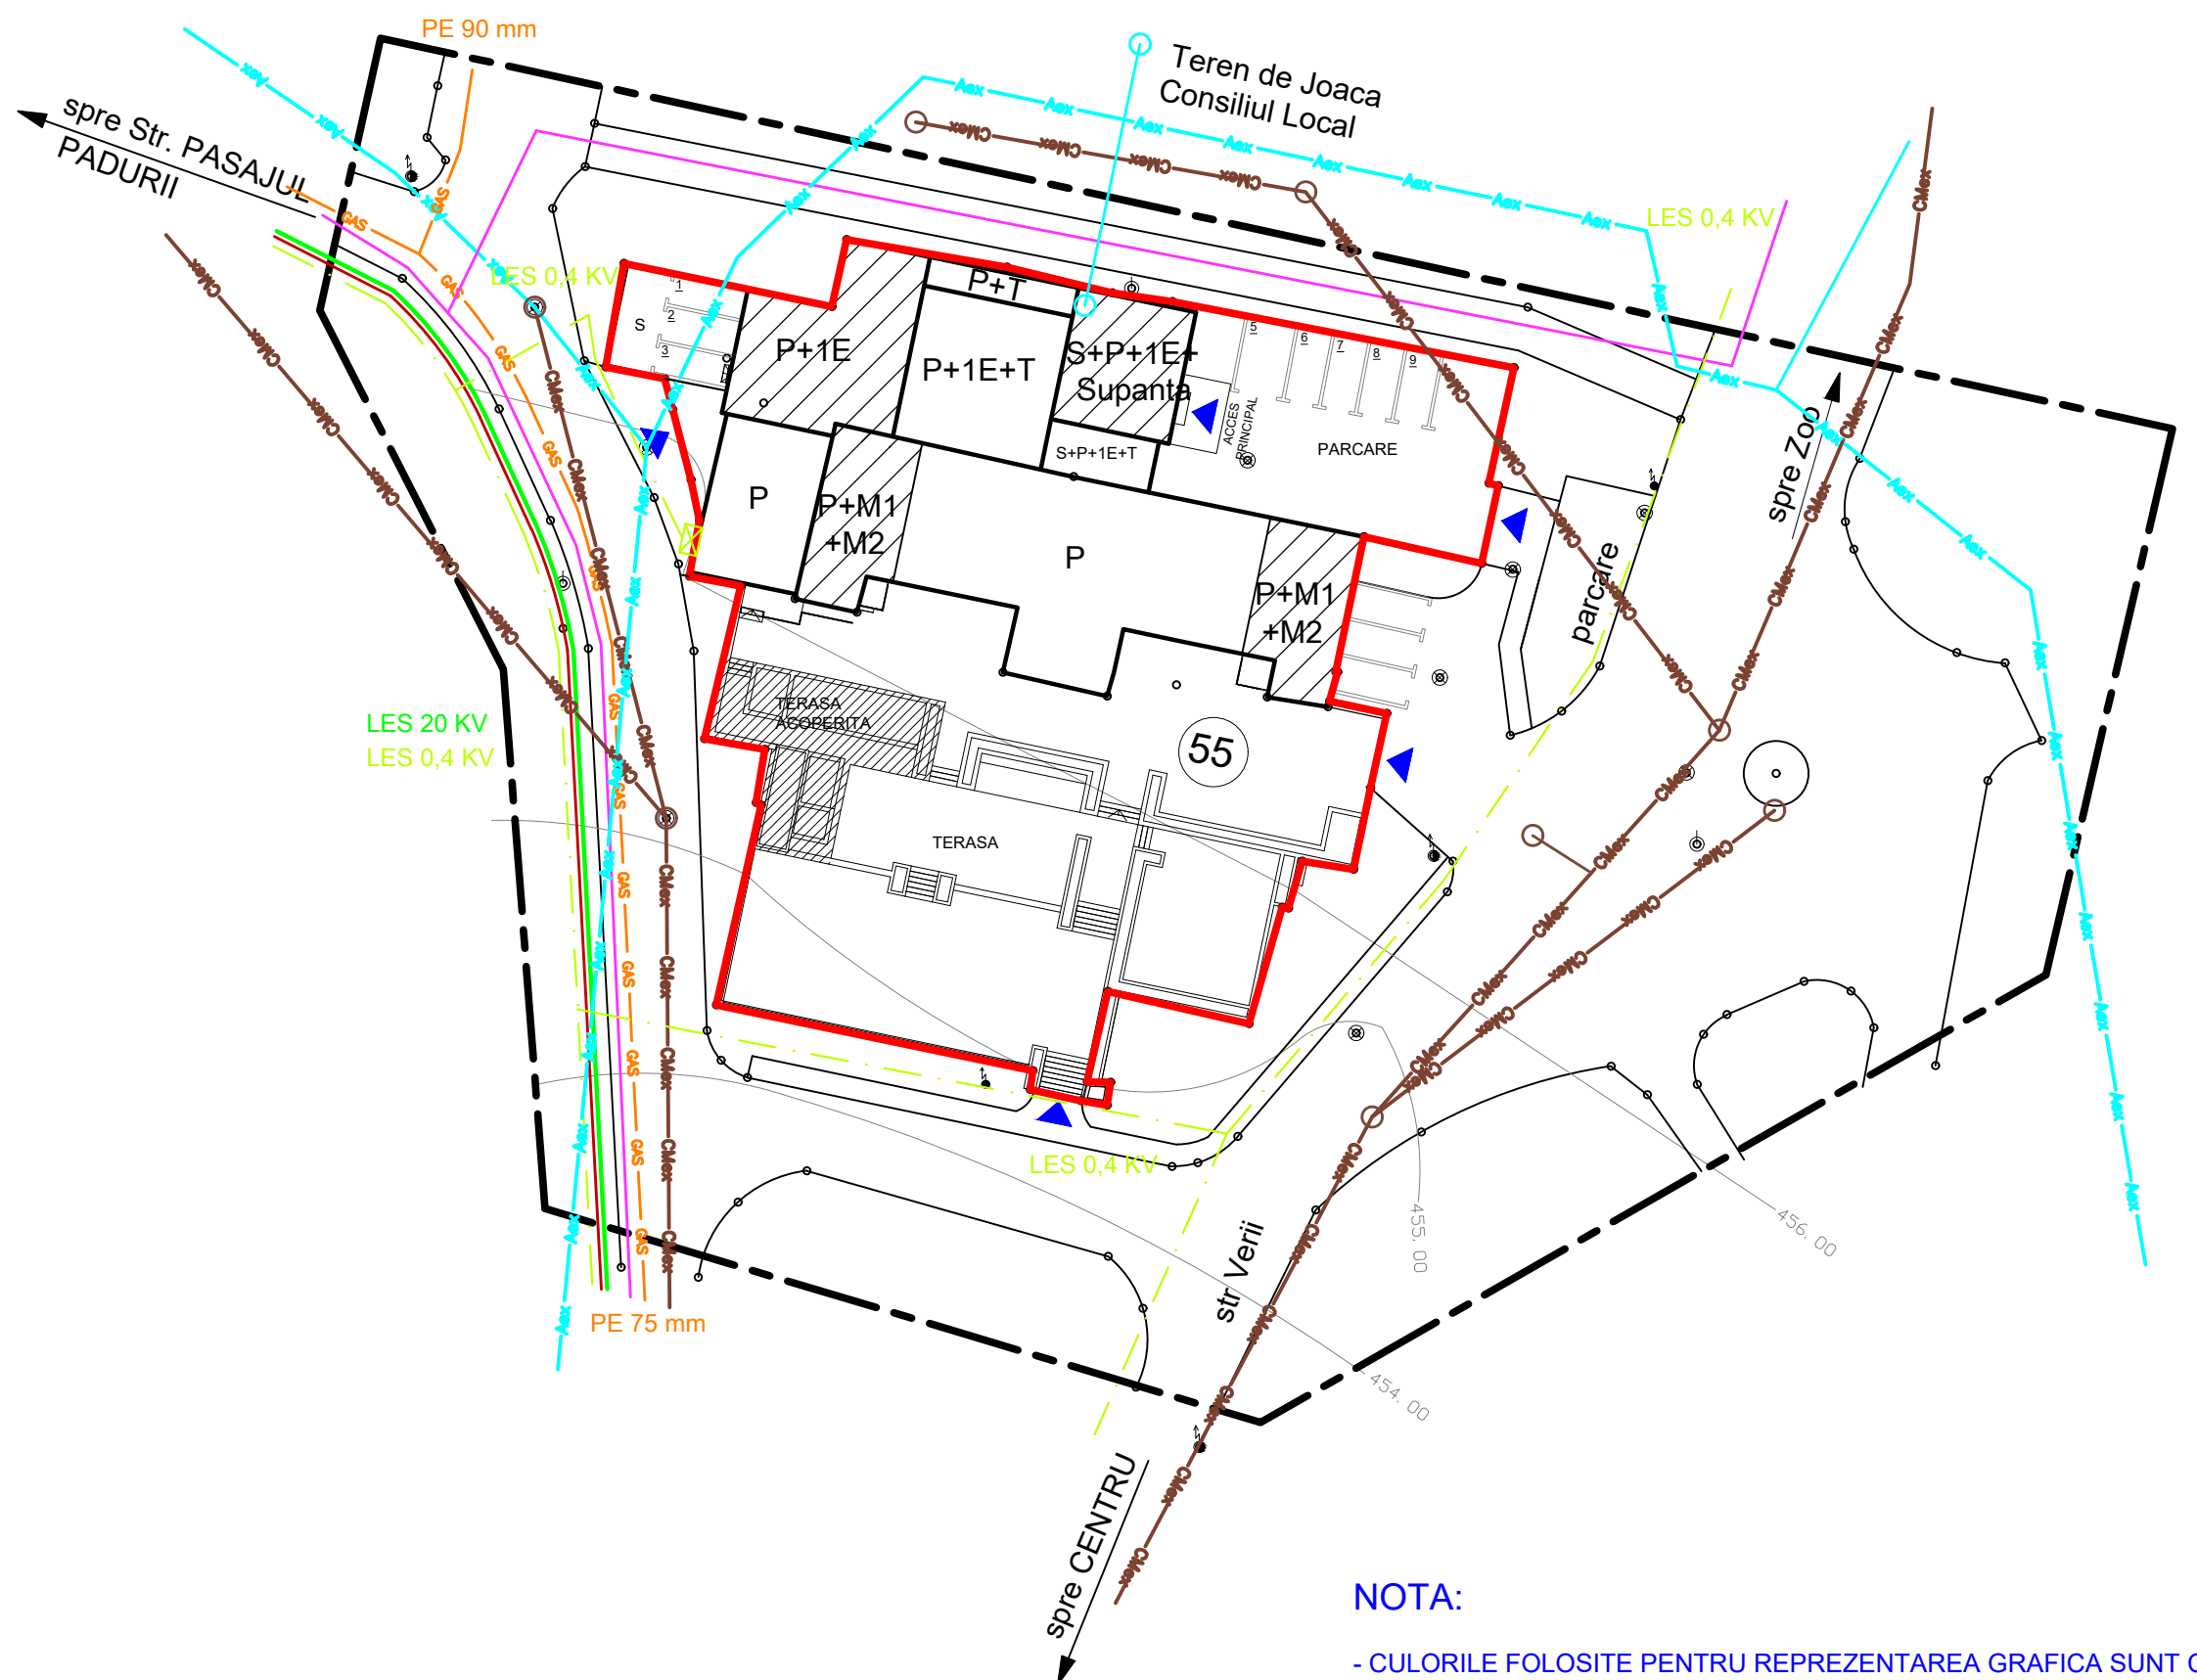 PE 90 mm
Teren de Joaca
Consiliul Local
spre Str. PASAJUL
PADURII
LES 0,4 KV
LES 0,4 KV
P+T
S
1
2
3
P+1E
P+1E+T
S+P+1E+
Supanta
5
6
7
8
9
ACCES
PRINCIPAL
PARCARE
S+P+1E+T
spre Zoo
P
P+M1
+M2
P
P+M1
+M2
parcare
TERASA
ACOPERITA
55
LES 20 KV
LES 0,4 KV
TERASA
LES 0,4 KV
455.00
456.00
str Verii
PE 75 mm
454.00
spre CENTRU
Aex
CMex
GAS
NOTA:
- CULORILE FOLOSITE PENTRU REPREZENTAREA GRAFICA SUNT